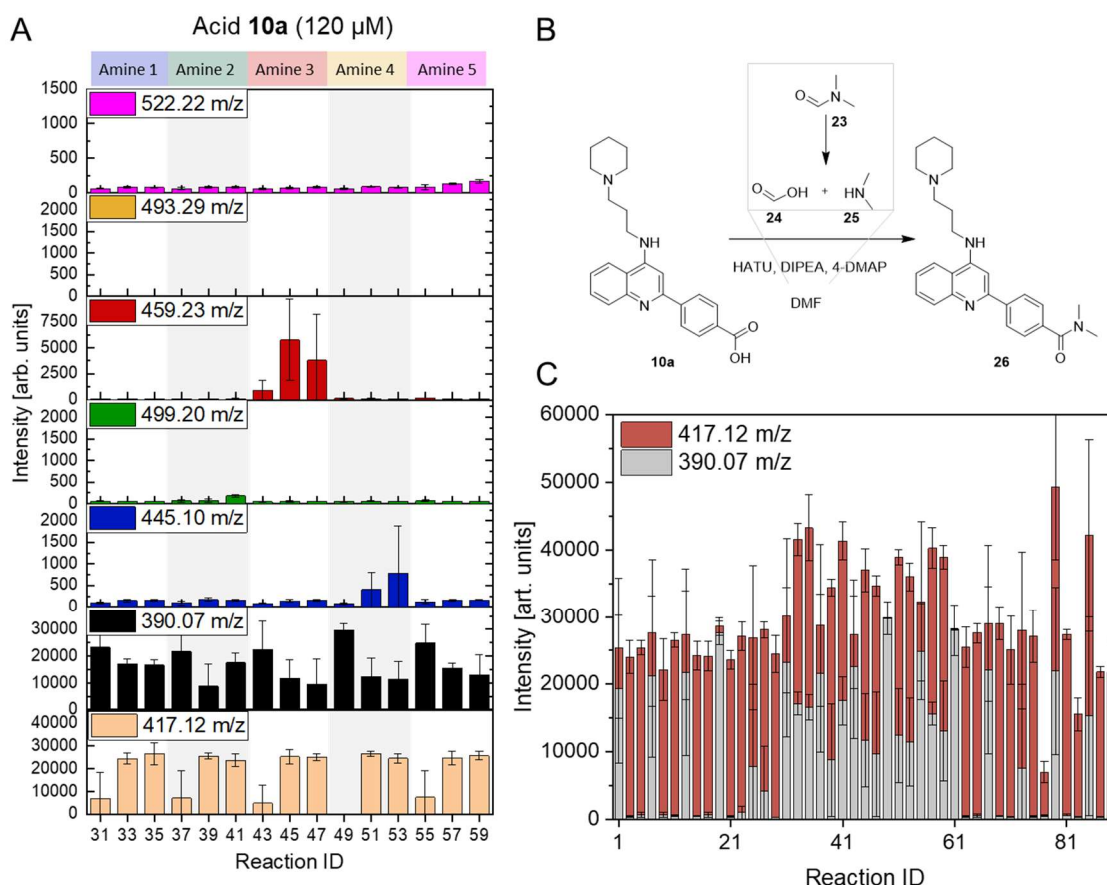 A
Acid 10a (120 µM)
Amine 1 Amine 2 Amine 3 Amine 4 Amine 5
1500
1000
500
0
522.22 m/z
2000
1500
1000
500
0
493.29 m/z
7500
5000
2500
0
459.23 m/z
2000
1500
1000
500
0
499.20 m/z
2000
1500
1000
500
0
445.10 m/z
30000
20000
10000
0
390.07 m/z
40000
30000
20000
10000
0
417.12 m/z
Intensity [arb. units]
31 33 35 37 39 41 43 45 47 49 51 53 55 57 59
Reaction ID
B
O N
23
O OH + HN
24 25
N
NH
N
O
OH
10a
HATU, DIPEA, 4-DMAP
DMF
N
NH
N
N
O
26
C
60000
50000
40000
30000
20000
10000
0
417.12 m/z
390.07 m/z
Intensity [art. units]
1 21 41 61 81
Reaction ID